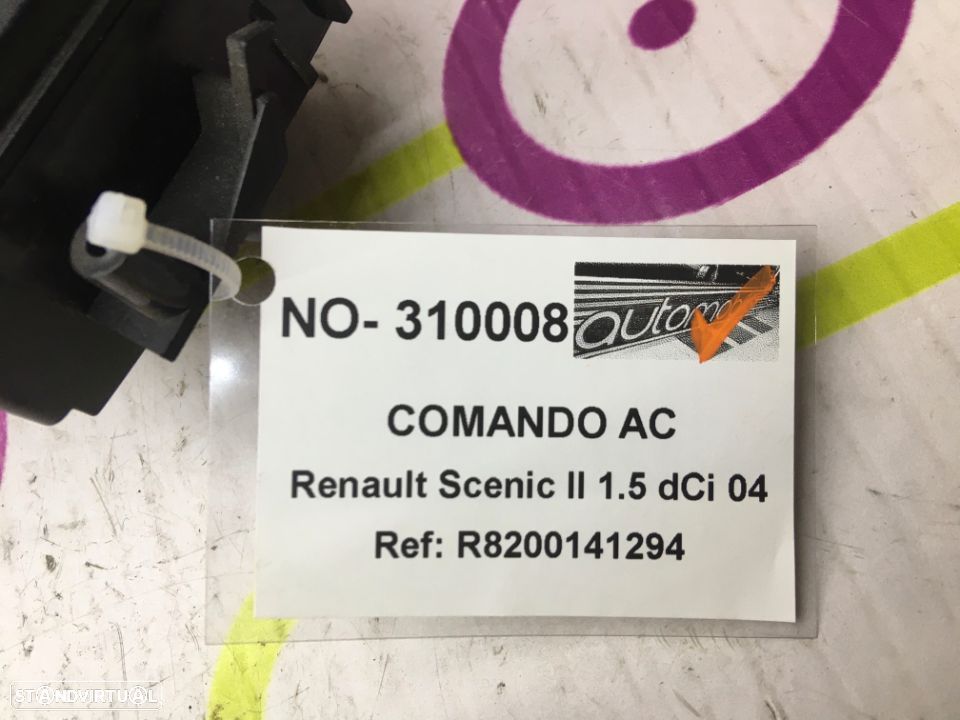 NO- 310008
COMANDO AC
Renault Scenic II 1.5 dCi 04
Ref: R8200141294
STANDVIRTUAL